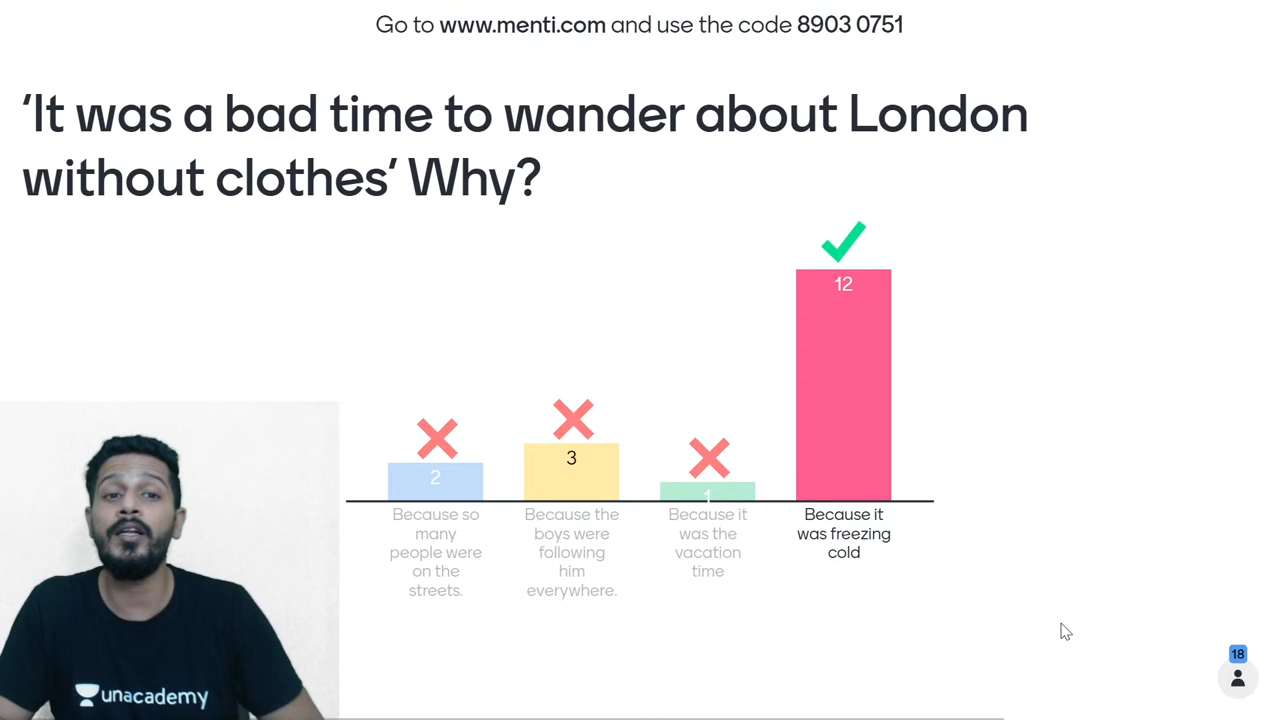 Go to www.menti.com and use the code 8903 0751
‘It was a bad time to wander about London
without clothes’ Why?
12
3
2
1
Because so
many
people were
on the
streets.
Because the
boys were
following
him
everywhere.
Because it
was the
vacation
time
Because it
was freezing
cold
unacademy
18